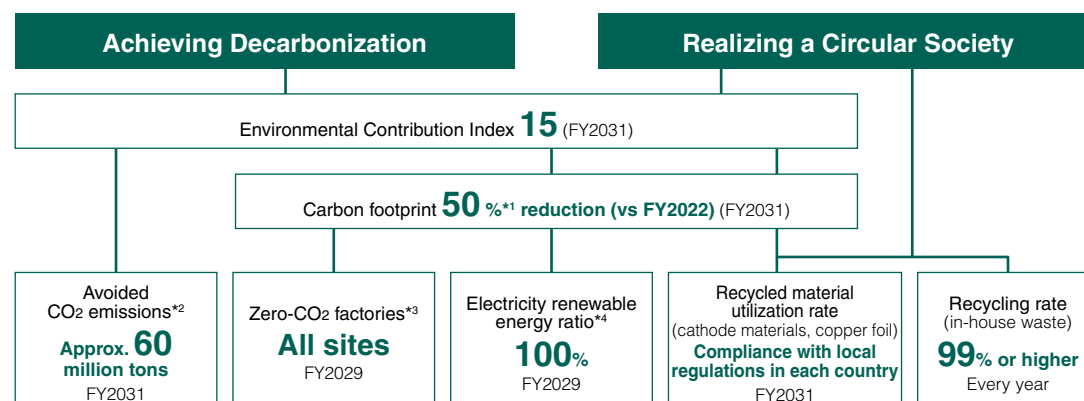 Achieving Decarbonization
Realizing a Circular Society
Environmental Contribution Index 15 (FY2031)
Carbon footprint 50 %*1 reduction (vs FY2022) (FY2031)
Avoided
CO2 emissions*2
Approx. 60
million tons
FY2031
Zero-CO2 factories*3
All sites
FY2029
Electricity renewable
energy ratio*4
100%
FY2029
Recycled material
utilization rate
(cathode materials, copper foil)
Compliance with local
regulations in each country
FY2031
Recycling rate
(in-house waste)
99% or higher
Every year